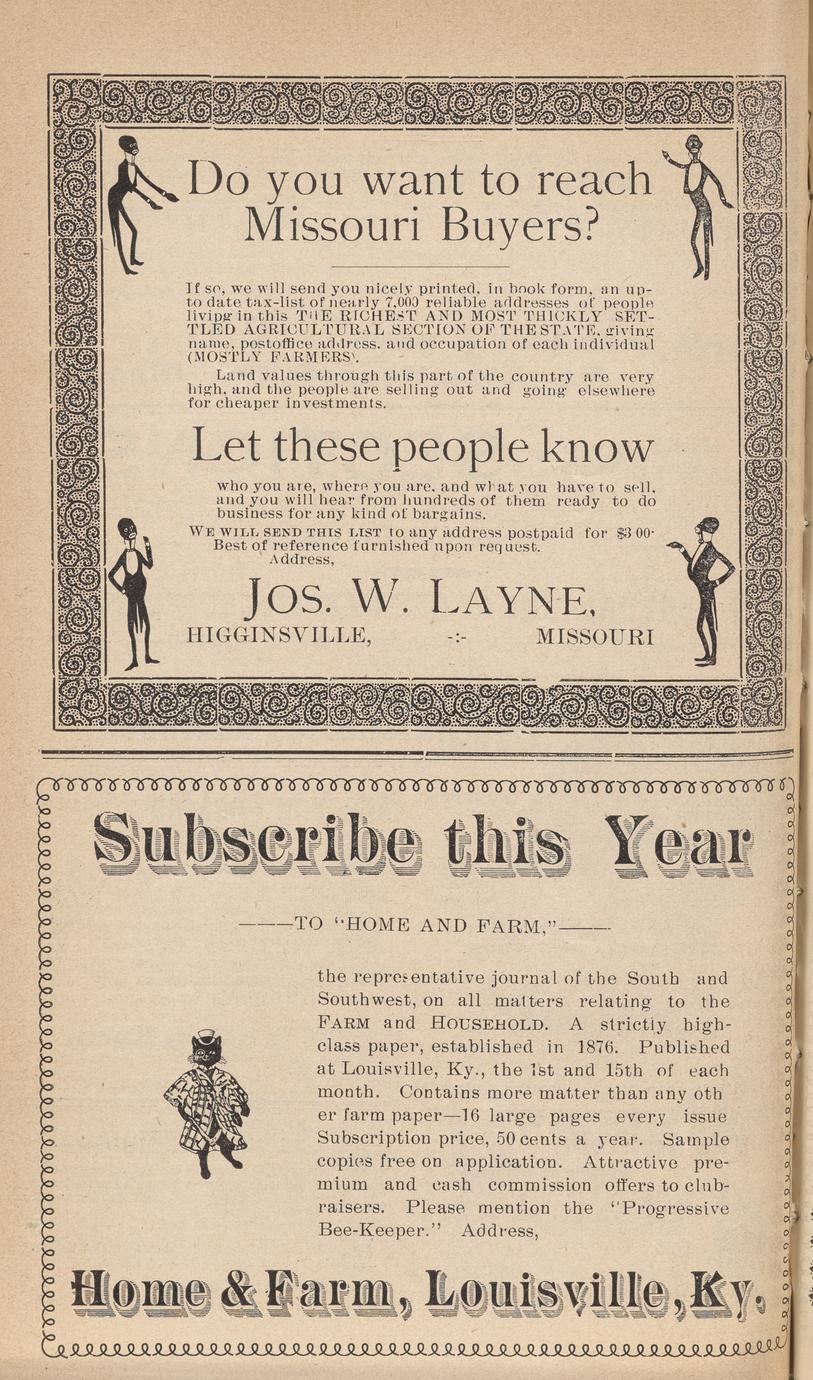 Do you want to reach
Missouri Buyers?
If so, we will send you nicely printed, in book form, an up-
to date tax-list of nearly 7,000 reliable addresses of people
living in this THE RICHEST AND MOST THICKLY SET-
TLED AGRICULTURAL SECTION OF THE STATE, giving
name, postoffice address, and occupation of each individual
(MOSTLY FARMERS).
Land values through this part of the country are very
high, and the people are selling out and going elsewhere
for cheaper investments.
Let these people know
who you are, where you are, and what you have to sell,
and you will hear from hundreds of them ready to do
business for any kind of bargains.
WE WILL SEND THIS LIST to any address postpaid for $3 00.
Best of reference furnished upon request.
Address,
JOS. W. LAYNE,
HIGGINSVILLE, -:- MISSOURI
Subscribe this Year
——TO "HOME AND FARM,"——
the representative journal of the South and
Southwest, on all matters relating to the
FARM and HOUSEHOLD. A strictly high-
class paper, established in 1876. Published
at Louisville, Ky., the 1st and 15th of each
month. Contains more matter than any oth
er farm paper—16 large pages every issue
Subscription price, 50 cents a year. Sample
copies free on application. Attractive pre-
mium and cash commission offers to club-
raisers. Please mention the "Progressive
Bee-Keeper." Address,
Home & Farm, Louisville, Ky.